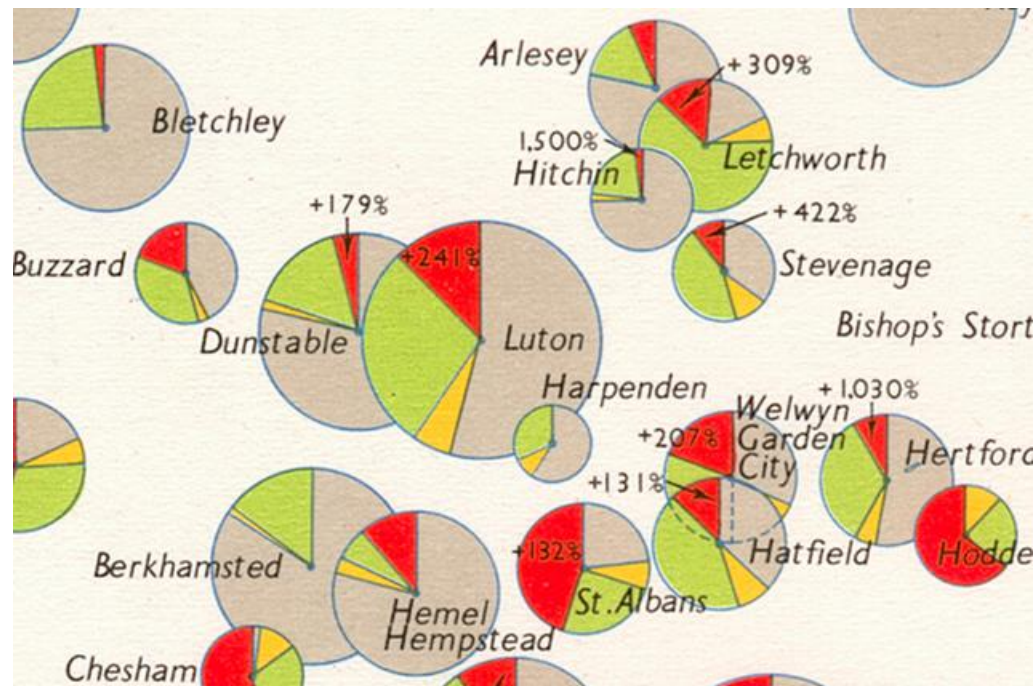 Arlesey
+309%
Bletchley
1,500%
Hitchin
Letchworth
+179%
+422%
Buzzard
+241%
Stevenage
Dunstable
Luton
Bishop's Stort
Harpenden
+1,030%
Welwyn
Garden
City
+207%
Hertford
+131%
+132%
Hatfield
Hodde
Berkhamsted
St. Albans
Hemel
Hempstead
Chesham